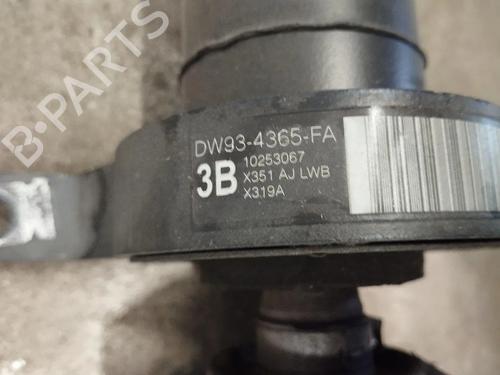 B-PARTS
DW93-4365-FA
3B 10253067
X351 AJ LWB
X319A